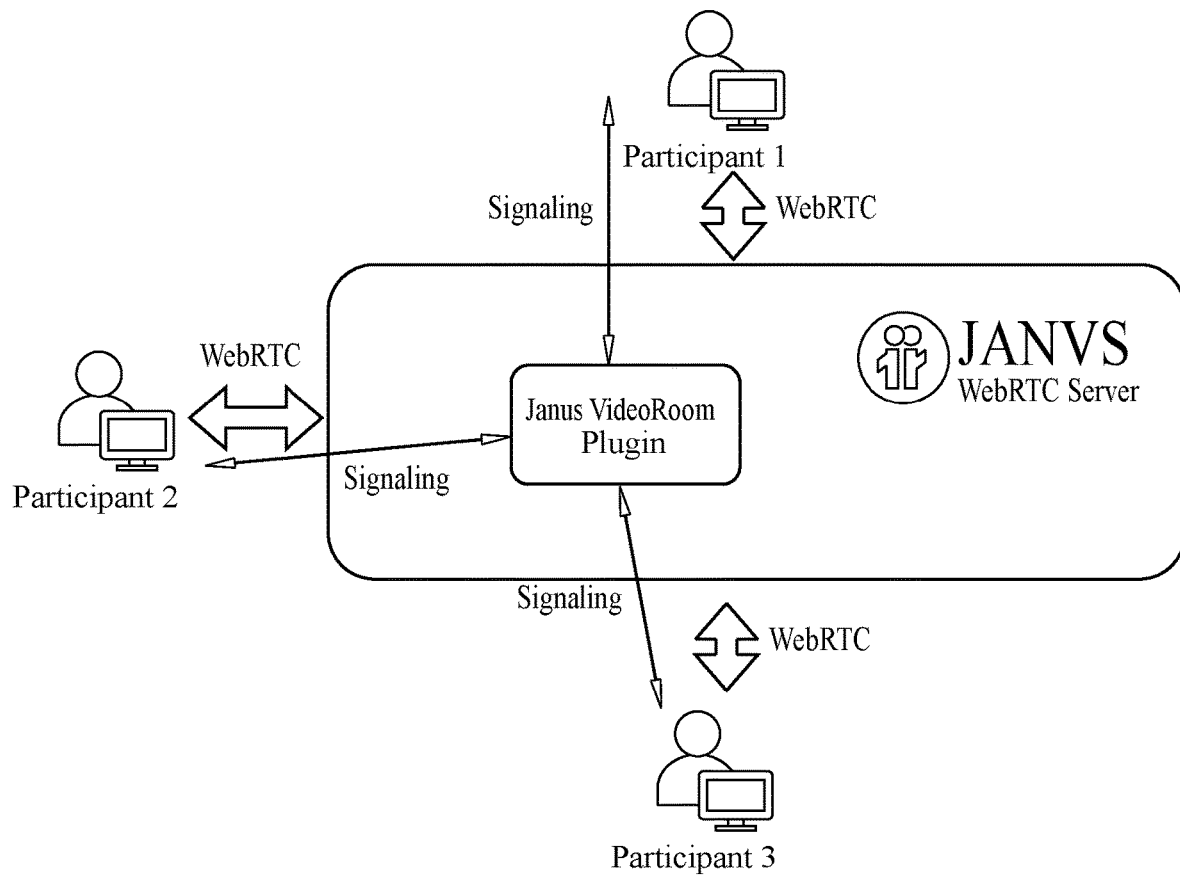 Participant 1
Signaling
WebRTC
JANVS
WebRTC Server
WebRTC
Janus VideoRoom
Plugin
Participant 2
Signaling
Signaling
WebRTC
Participant 3